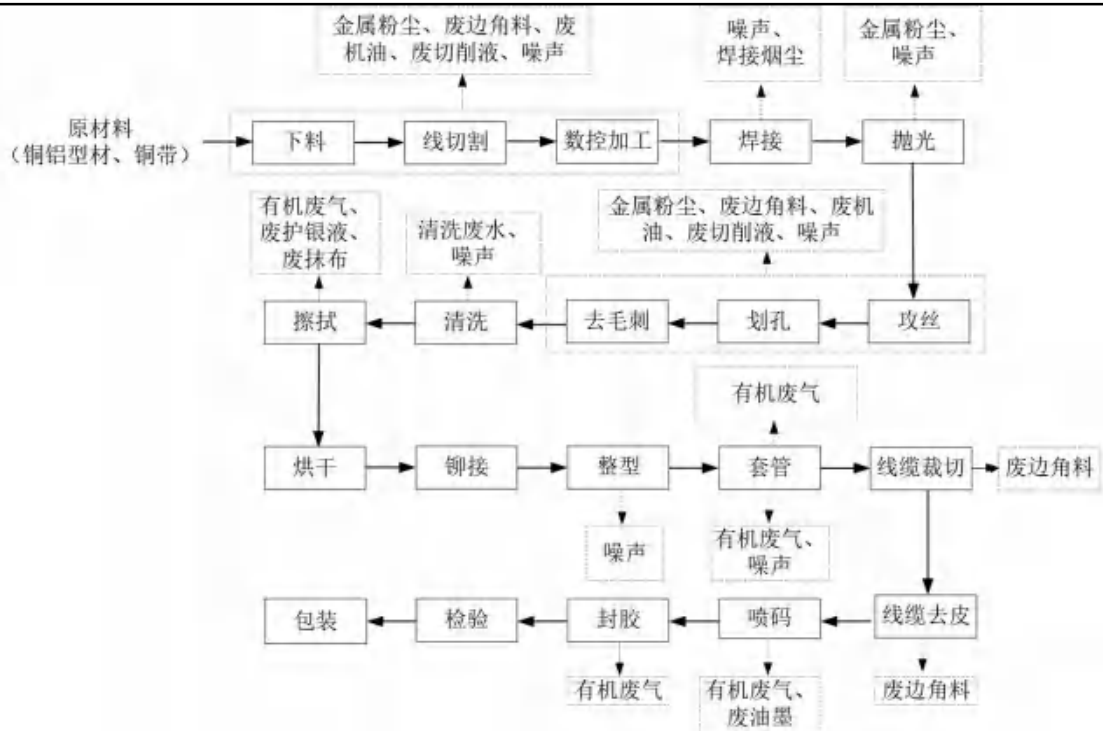 金属粉尘、废边角料、废
机油、废切削液、噪声
噪声、
焊接烟尘
金属粉尘、
噪声
原材料
（铜铝型材、铜带）
下料
线切割
数控加工
焊接
抛光
有机废气、
废护银液、
废抹布
清洗废水、
噪声
金属粉尘、废边角料、废机
油、废切削液、噪声
擦拭
清洗
去毛刺
划孔
攻丝
有机废气
烘干
铆接
整型
套管
线缆裁切
废边角料
噪声
有机废气、
噪声
包装
检验
封胶
喷码
线缆去皮
有机废气
有机废气、
废油墨
废边角料